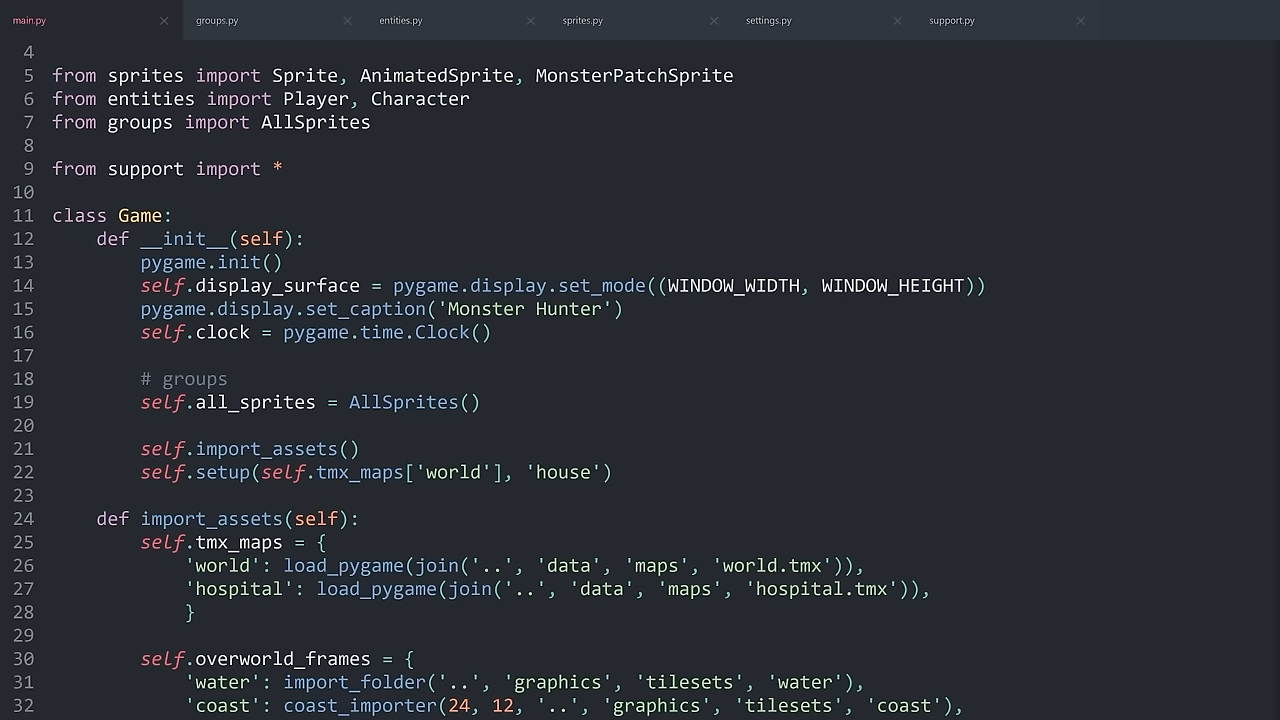 main.py groups.py entities.py sprites.py settings.py support.py
4
5 from sprites import Sprite, AnimatedSprite, MonsterPatchSprite
6 from entities import Player, Character
7 from groups import AllSprites
8
9 from support import *
10
11 class Game:
12     def __init__(self):
13         pygame.init()
14         self.display_surface = pygame.display.set_mode((WINDOW_WIDTH, WINDOW_HEIGHT))
15         pygame.display.set_caption('Monster Hunter')
16         self.clock = pygame.time.Clock()
17
18         # groups
19         self.all_sprites = AllSprites()
20
21         self.import_assets()
22         self.setup(self.tmx_maps['world'], 'house')
23
24     def import_assets(self):
25         self.tmx_maps = {
26             'world': load_pygame(join('..', 'data', 'maps', 'world.tmx')),
27             'hospital': load_pygame(join('..', 'data', 'maps', 'hospital.tmx')),
28             }
29
30         self.overworld_frames = {
31             'water': import_folder('..', 'graphics', 'tilesets', 'water'),
32             'coast': coast_importer(24, 12, '..', 'graphics', 'tilesets', 'coast'),